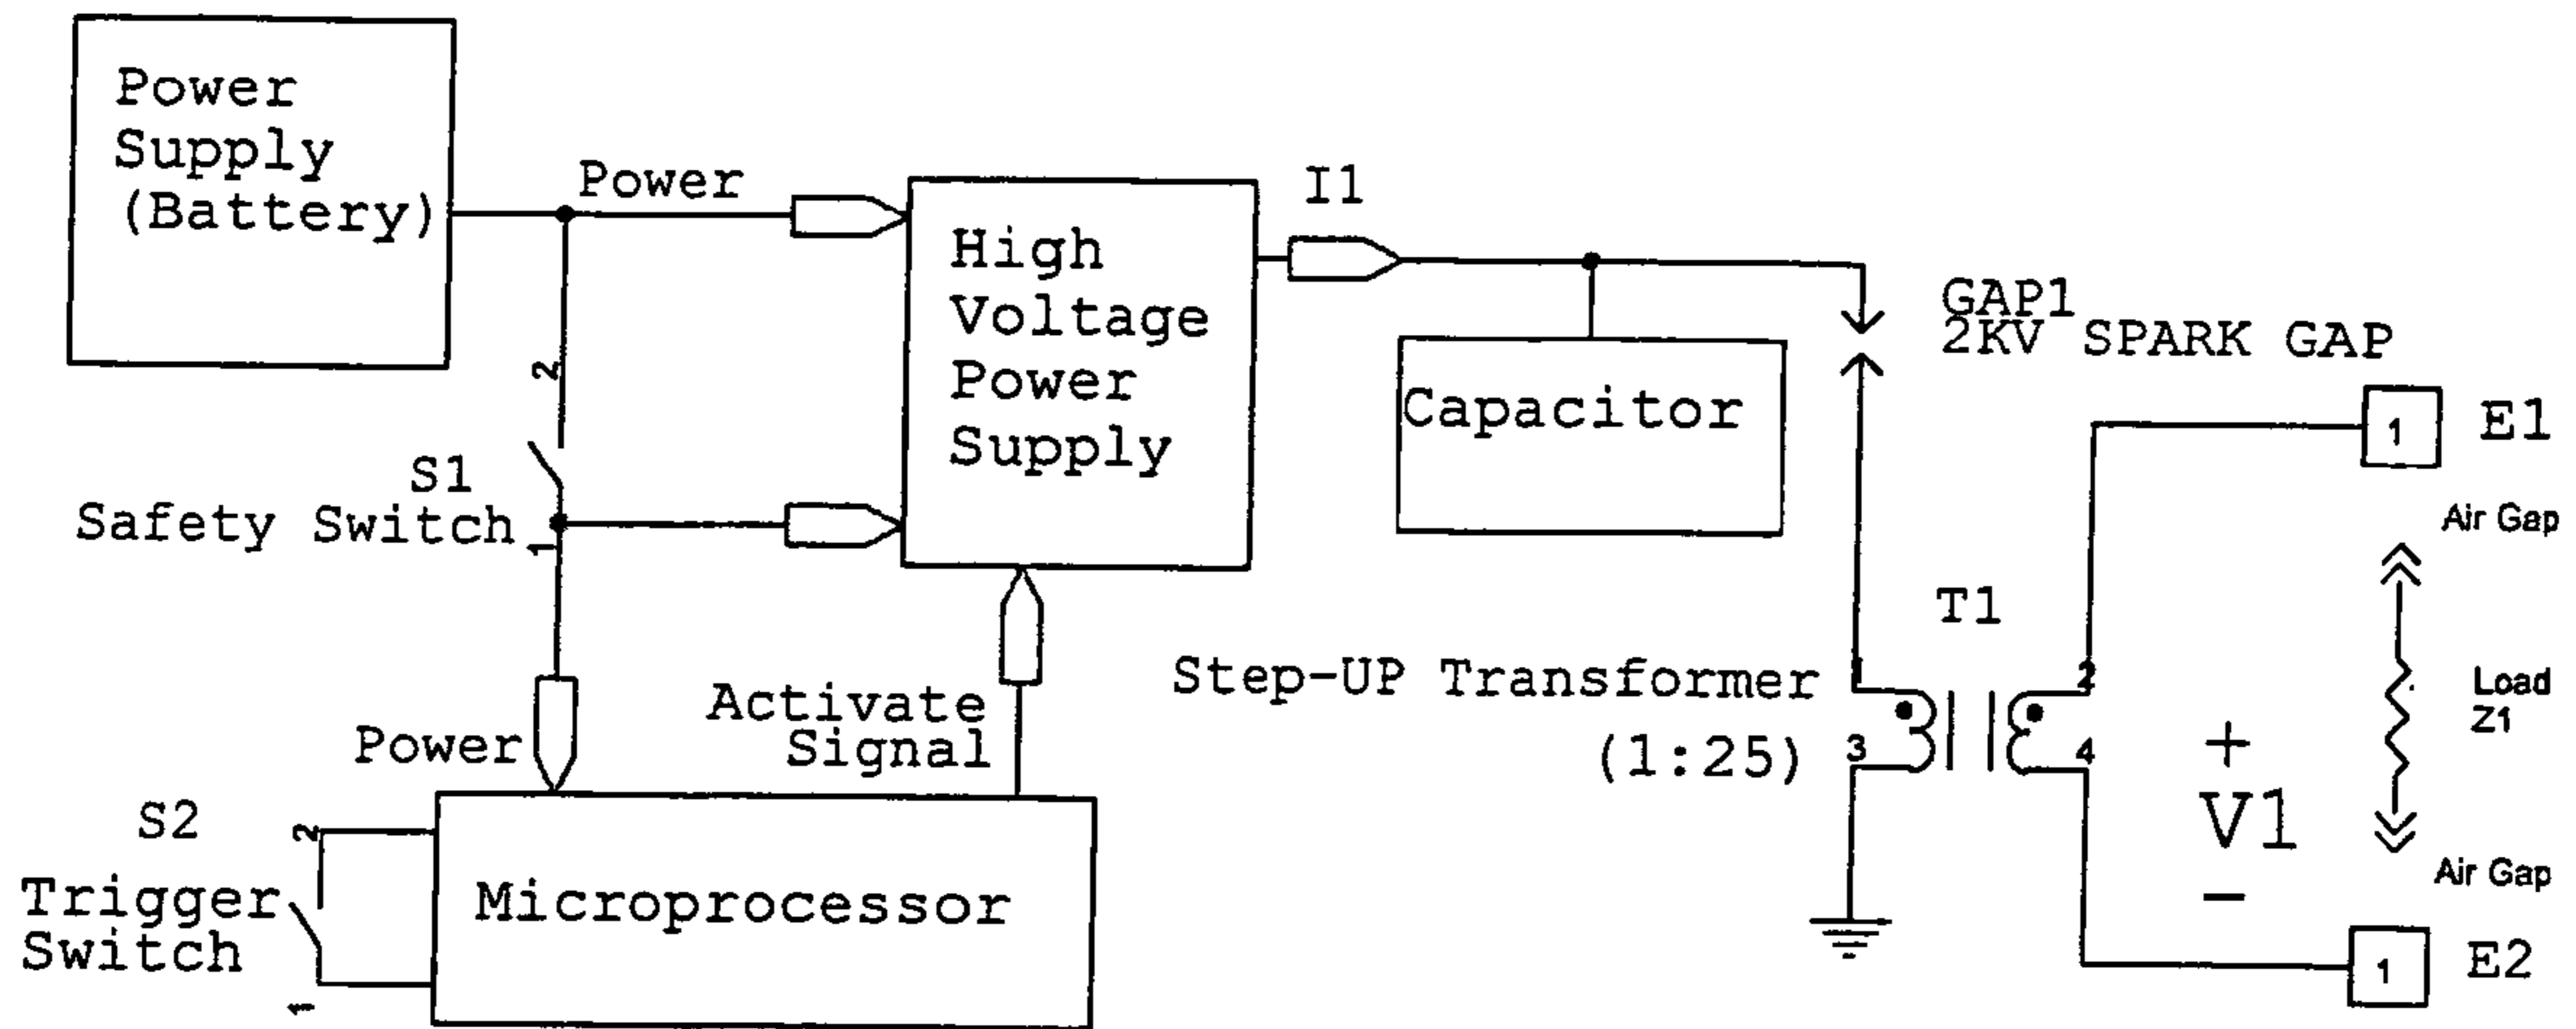 Power
Supply
(Battery)
Power
High
Voltage
Power
Supply
I1
Capacitor
GAP1
2KV SPARK GAP
1
E1
Air Gap
2
S1
Safety Switch
1
T1
Step-UP Transformer
(1:25)
1
3
2
4
+
V1
−
Load
Z1
Air Gap
1
E2
Power
Activate
Signal
S2
2
Trigger
Switch
1
Microprocessor